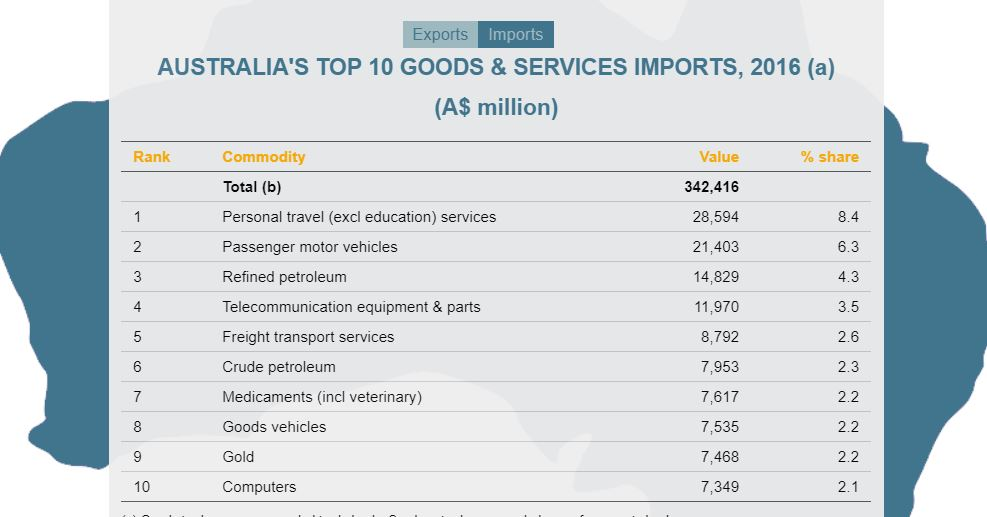 Exports Imports
AUSTRALIA'S TOP 10 GOODS & SERVICES IMPORTS, 2016 (a)
(A$ million)
Rank Commodity Value % share
Total (b) 342,416
1 Personal travel (excl education) services 28,594 8.4
2 Passenger motor vehicles 21,403 6.3
3 Refined petroleum 14,829 4.3
4 Telecommunication equipment & parts 11,970 3.5
5 Freight transport services 8,792 2.6
6 Crude petroleum 7,953 2.3
7 Medicaments (incl veterinary) 7,617 2.2
8 Goods vehicles 7,535 2.2
9 Gold 7,468 2.2
10 Computers 7,349 2.1